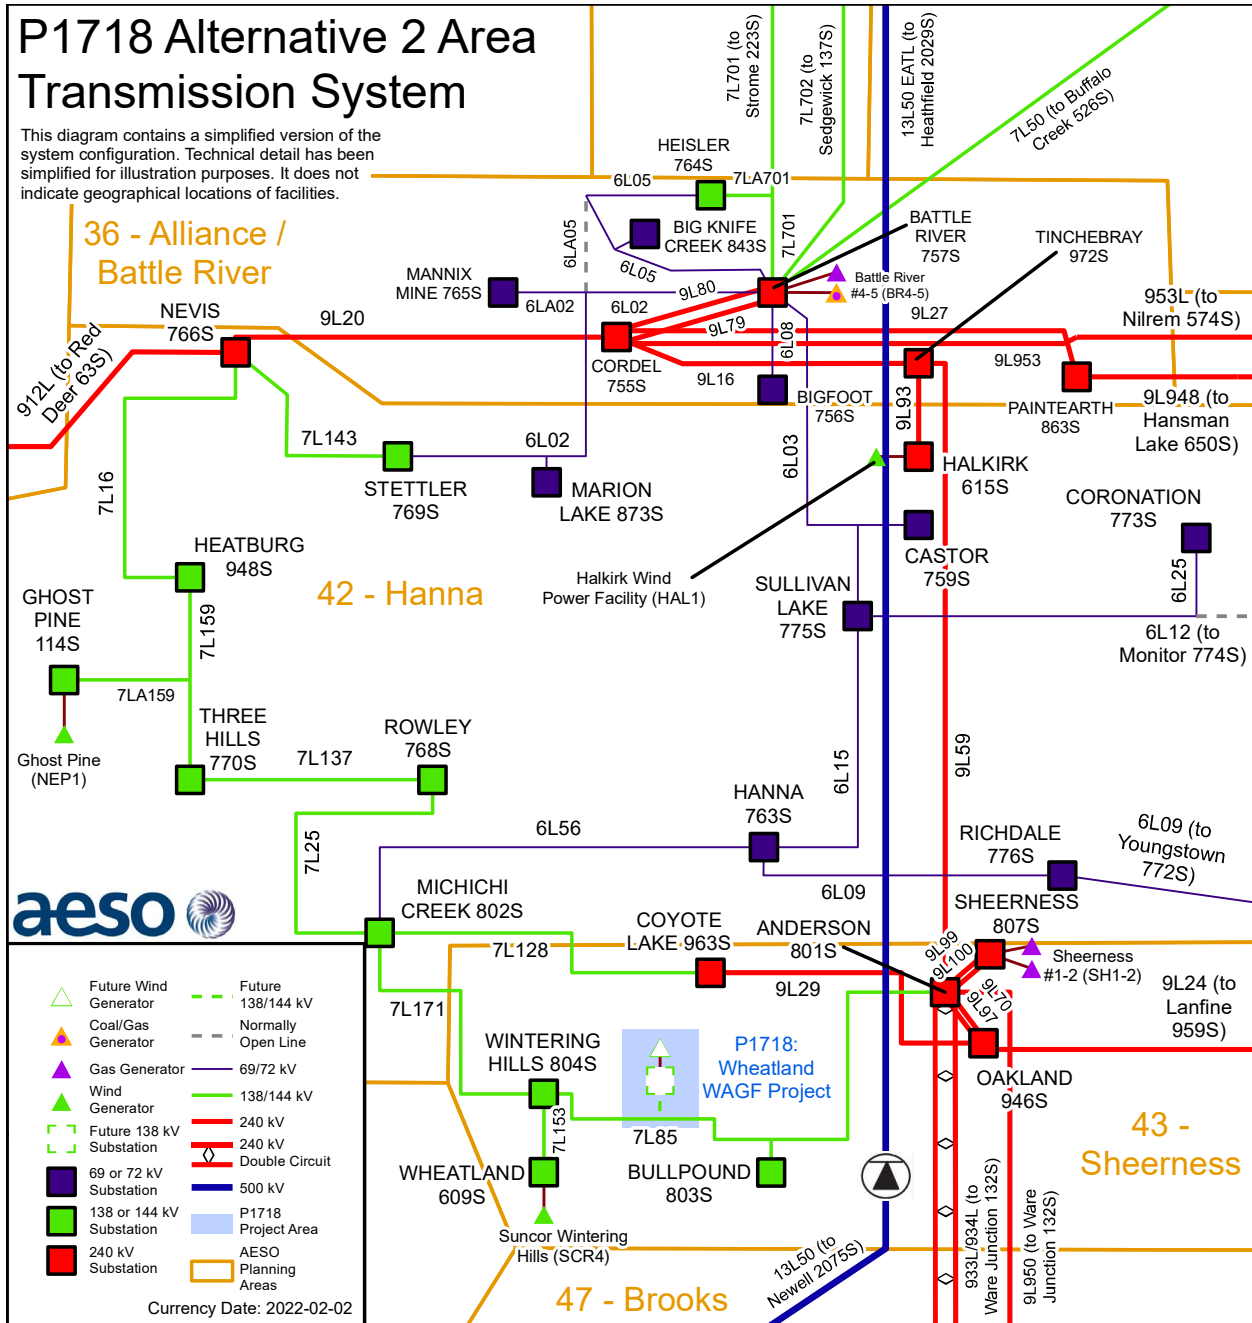 P1718 Alternative 2 Area
Transmission System
This diagram contains a simplified version of the
system configuration. Technical detail has been
simplified for illustration purposes. It does not
indicate geographical locations of facilities.
7L701 (to
Strome 223S)
7L702 (to
Sedgewick 137S)
13L50 EATL (to
Heathfield 2029S)
7L50 (to Buffalo
Creek 526S)
HEISLER
764S
6L05
7LA701
36 - Alliance /
Battle River
BIG KNIFE
CREEK 843S
6LA05
6L05
7L701
BATTLE
RIVER
757S
TINCHEBRAY
972S
MANNIX
MINE 765S
6LA02
9L80
6L02
9L79
6L08
Battle River
#4-5 (BR4-5)
9L27
953L (to
Nilrem 574S)
NEVIS
766S
9L20
912L (to Red
Deer 63S)
CORDEL
755S
9L16
BIGFOOT
756S
9L93
9L953
PAINTEARTH
863S
9L948 (to
Hansman
Lake 650S)
7L143
6L02
6L03
7L16
STETTLER
769S
MARION
LAKE 873S
HALKIRK
615S
CORONATION
773S
HEATBURG
948S
42 - Hanna
Halkirk Wind
Power Facility (HAL1)
CASTOR
759S
SULLIVAN
LAKE
775S
6L25
6L12 (to
Monitor 774S)
GHOST
PINE
114S
7L159
7LA159
Ghost Pine
(NEP1)
THREE
HILLS
770S
7L137
ROWLEY
768S
9L59
6L15
7L25
6L56
HANNA
763S
RICHDALE
776S
6L09 (to
Youngstown
772S)
6L09
aeso
MICHICHI
CREEK 802S
7L128
COYOTE
LAKE 963S
ANDERSON
801S
SHEERNESS
807S
9L99
9L100
Sheerness
#1-2 (SH1-2)
9L29
9L70
9L97
9L24 (to
Lanfine
959S)
7L171
WINTERING
HILLS 804S
P1718:
Wheatland
WAGF Project
OAKLAND
946S
7L153
7L85
WHEATLAND
609S
BULLPOUND
803S
43 -
Sheerness
Suncor Wintering
Hills (SCR4)
13L50 (to
Newell 2075S)
933L/934L (to
Ware Junction 132S)
9L950 (to Ware
Junction 132S)
47 - Brooks
Future Wind
Generator
Future
138/144 kV
Coal/Gas
Generator
Normally
Open Line
Gas Generator
69/72 kV
Wind
Generator
138/144 kV
Future 138 kV
Substation
240 kV
240 kV
Double Circuit
69 or 72 kV
Substation
500 kV
138 or 144 kV
Substation
P1718
Project Area
240 kV
Substation
AESO
Planning
Areas
Currency Date: 2022-02-02